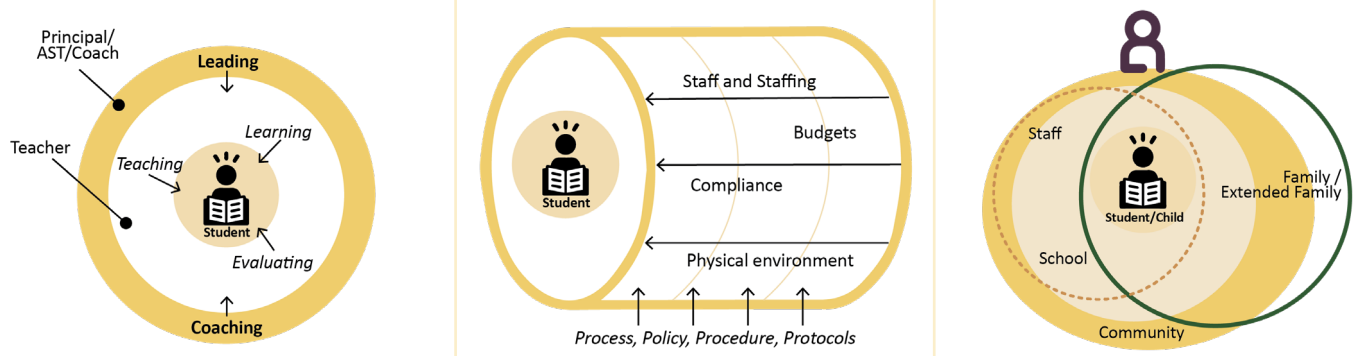 Principal/
AST/Coach
Leading
Learning
Teacher
Teaching
Student
Evaluating
Coaching
Staff and Staffing
Budgets
Compliance
Student
Physical environment
Process, Policy, Procedure, Protocols
Staff
Family /
Extended Family
Student/Child
School
Community